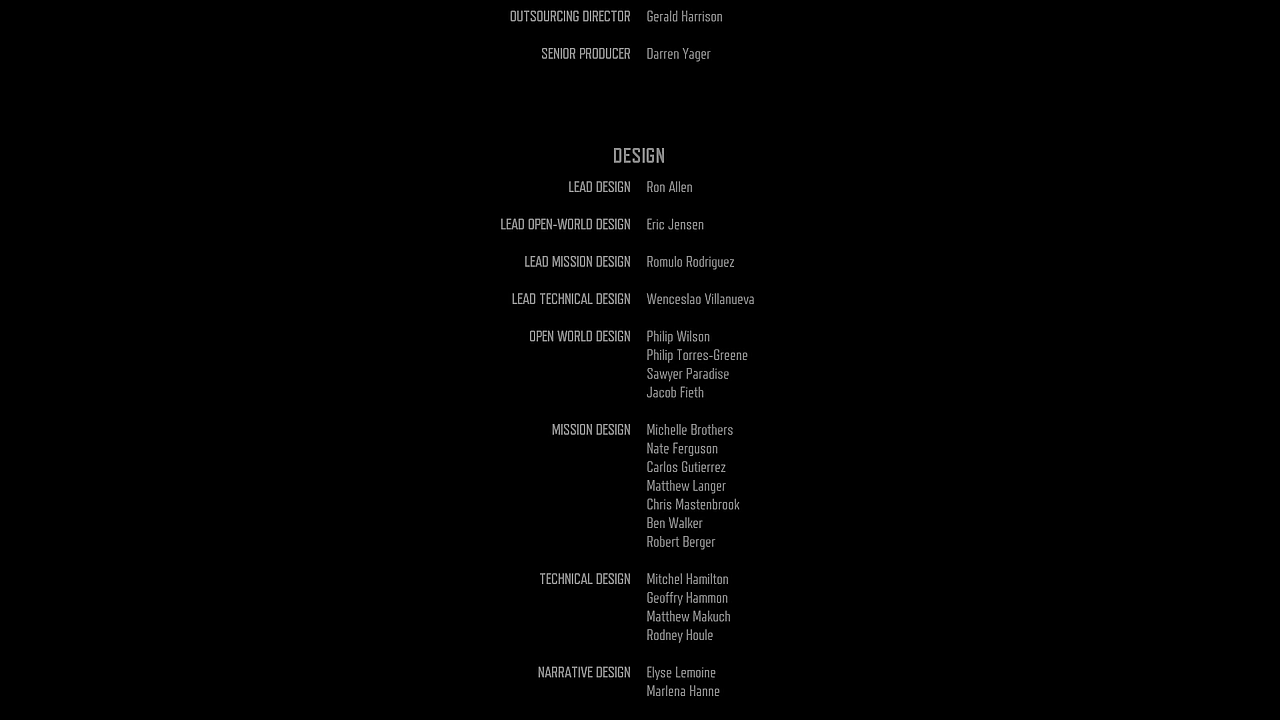 OUTSOURCING DIRECTOR Gerald Harrison
SENIOR PRODUCER Darren Yager
DESIGN
LEAD DESIGN Ron Allen
LEAD OPEN-WORLD DESIGN Eric Jensen
LEAD MISSION DESIGN Romulo Rodriguez
LEAD TECHNICAL DESIGN Wenceslao Villanueva
OPEN WORLD DESIGN Philip Wilson
Philip Torres-Greene
Sawyer Paradise
Jacob Fieth
MISSION DESIGN Michelle Brothers
Nate Ferguson
Carlos Gutierrez
Matthew Langer
Chris Mastenbrook
Ben Walker
Robert Berger
TECHNICAL DESIGN Mitchel Hamilton
Geoffry Hammon
Matthew Makuch
Rodney Houle
NARRATIVE DESIGN Elyse Lemoine
Marlena Hanne